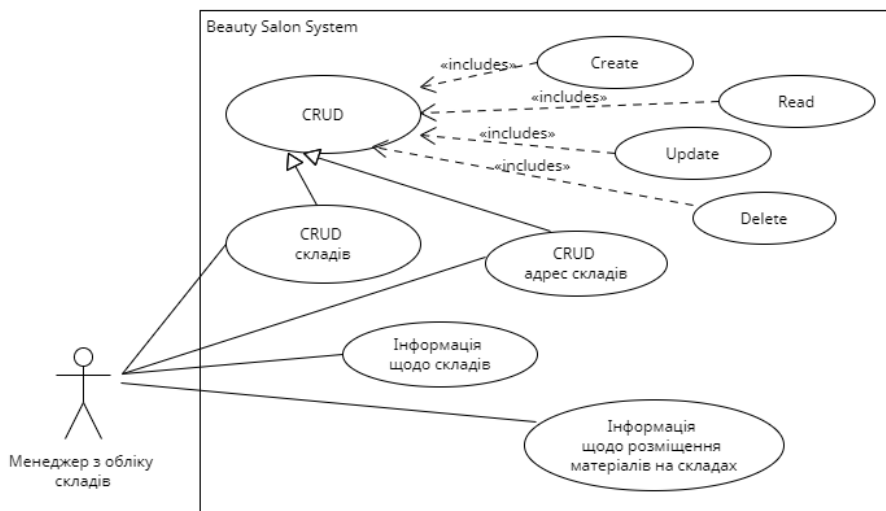 Beauty Salon System
«includes»
Create
CRUD
«includes»
Read
«includes»
Update
«includes»
Delete
CRUD
складів
CRUD
адрес складів
Інформація
щодо складів
Інформація
щодо розміщення
матеріалів на складах
Менеджер з обліку
складів